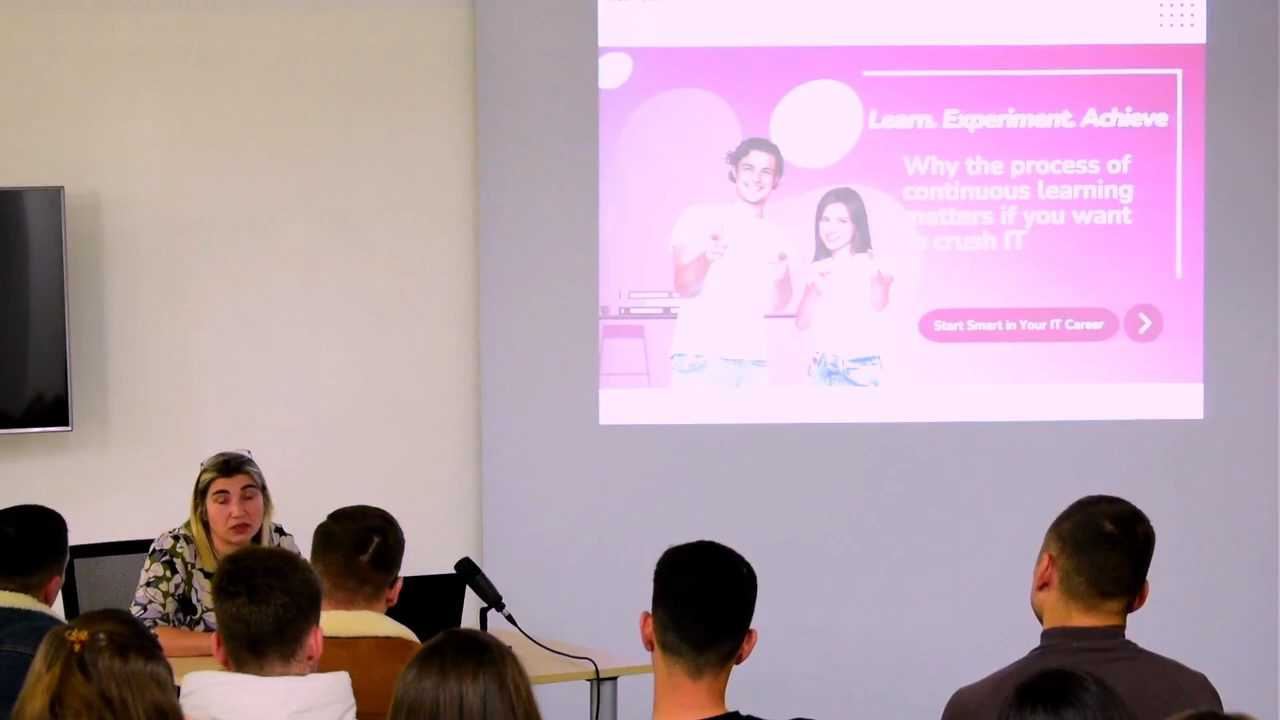 Learn. Experiment. Achieve
Why the process of
continuous learning
matters if you want
to crush IT
Start Smart in Your IT Career